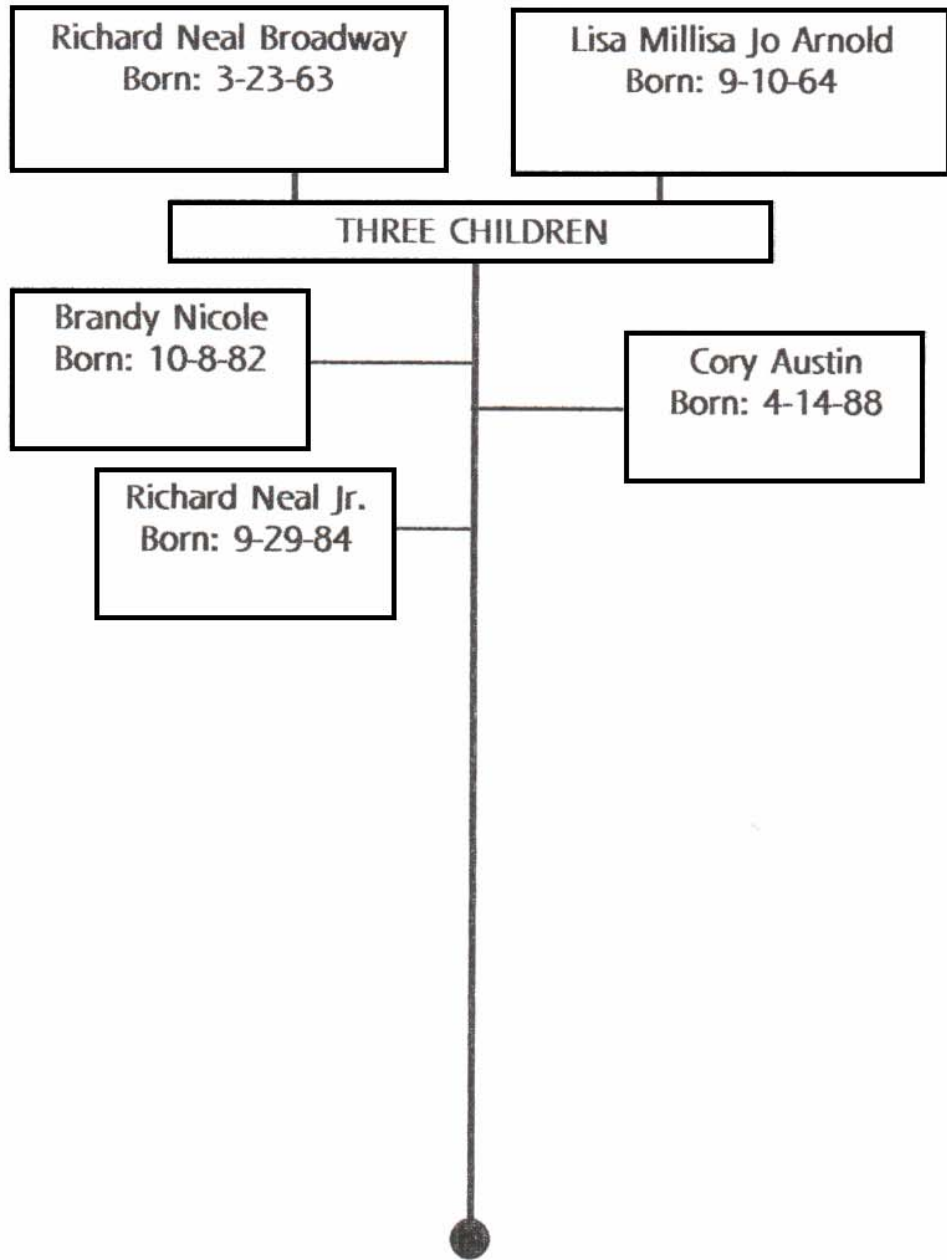 Richard Neal Broadway
Born: 3-23-63
Lisa Millisa Jo Arnold
Born: 9-10-64
THREE CHILDREN
Brandy Nicole
Born: 10-8-82
Cory Austin
Born: 4-14-88
Richard Neal Jr.
Born: 9-29-84